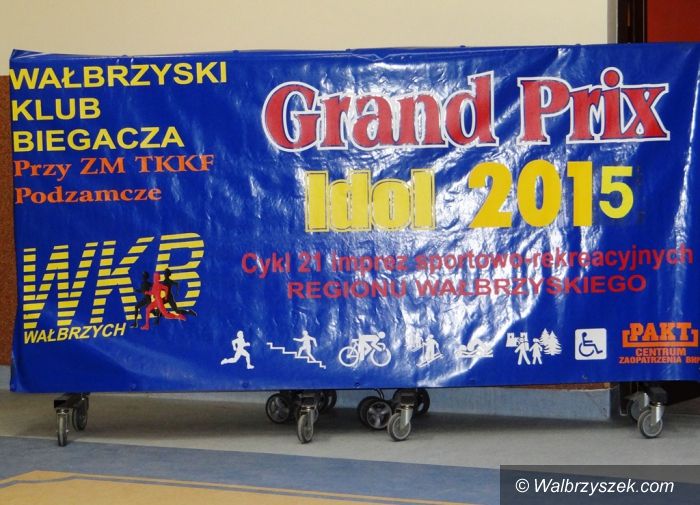 WAŁBRZYSKI
KLUB
BIEGACZA
Przy ZM TKKF
Podzamcze
WKB
WAŁBRZYCH
Grand Prix
Idol 2015
Cykl 21 imprez sportowo-rekreacyjnych
REGIONU WAŁBRZYSKIEGO
PAKT
CENTRUM
ZAOPATRZENIA BHP
© Walbrzyszek.com